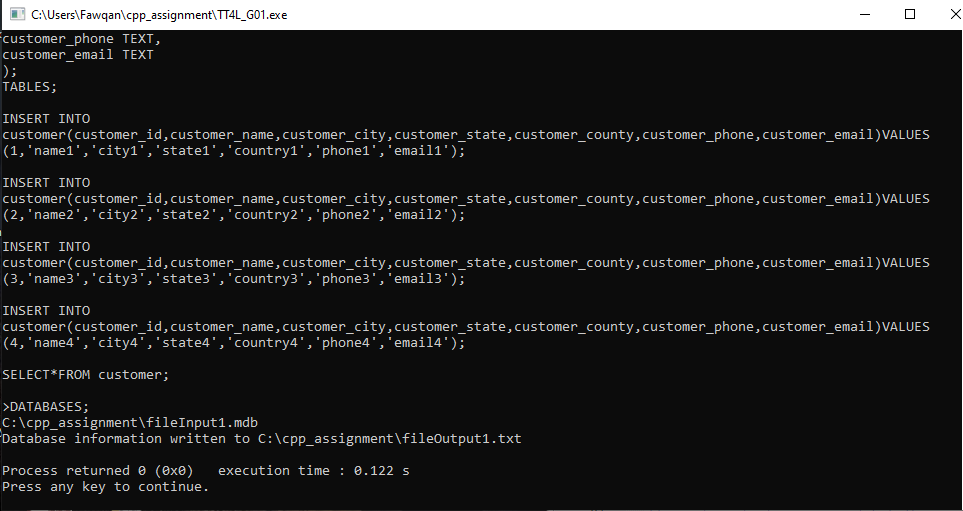 C:\Users\Fawqan\cpp_assignment\TT4L_G01.exe
customer_phone TEXT,
customer_email TEXT
);
TABLES;
INSERT INTO
customer(customer_id,customer_name,customer_city,customer_state,customer_county,customer_phone,customer_email)VALUES
(1,'name1','city1','state1','country1','phone1','email1');
INSERT INTO
customer(customer_id,customer_name,customer_city,customer_state,customer_county,customer_phone,customer_email)VALUES
(2,'name2','city2','state2','country2','phone2','email2');
INSERT INTO
customer(customer_id,customer_name,customer_city,customer_state,customer_county,customer_phone,customer_email)VALUES
(3,'name3','city3','state3','country3','phone3','email3');
INSERT INTO
customer(customer_id,customer_name,customer_city,customer_state,customer_county,customer_phone,customer_email)VALUES
(4,'name4','city4','state4','country4','phone4','email4');
SELECT*FROM customer;
>DATABASES;
C:\cpp_assignment\fileInput1.mdb
Database information written to C:\cpp_assignment\fileOutput1.txt
Process returned 0 (0x0)   execution time : 0.122 s
Press any key to continue.